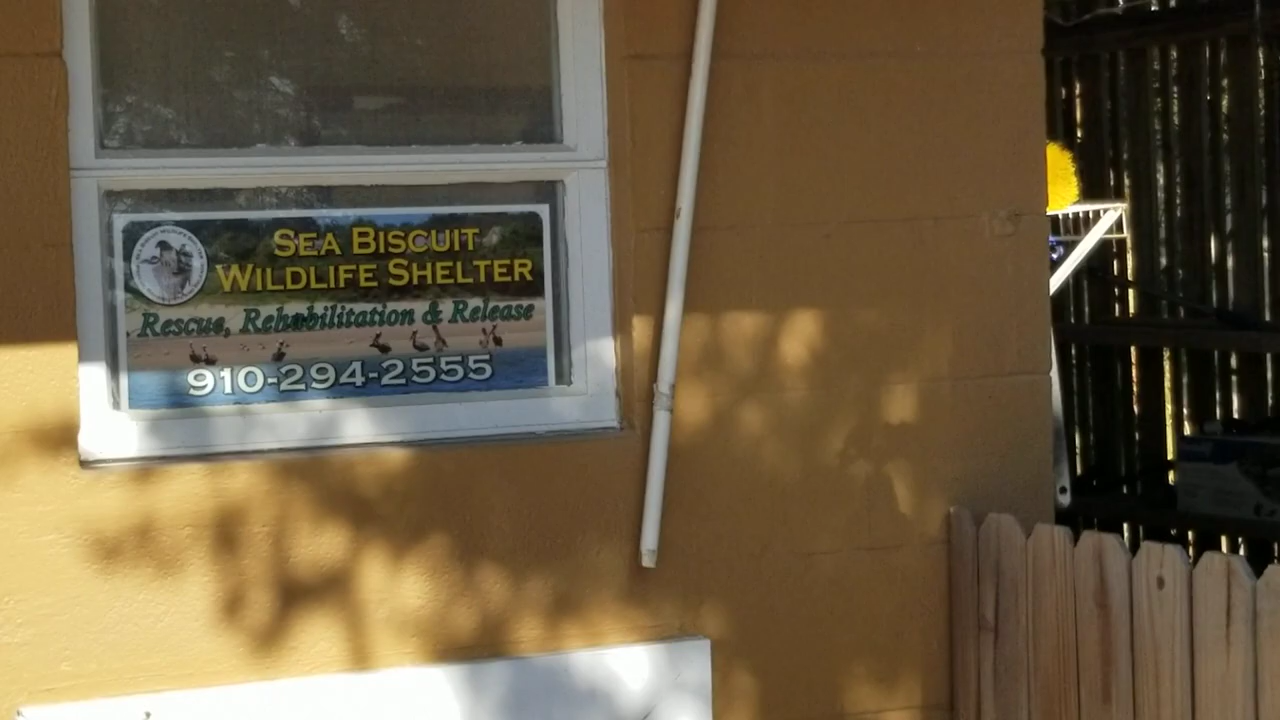 SEA BISCUIT
WILDLIFE SHELTER
Rescue, Rehabilitation & Release
910-294-2555